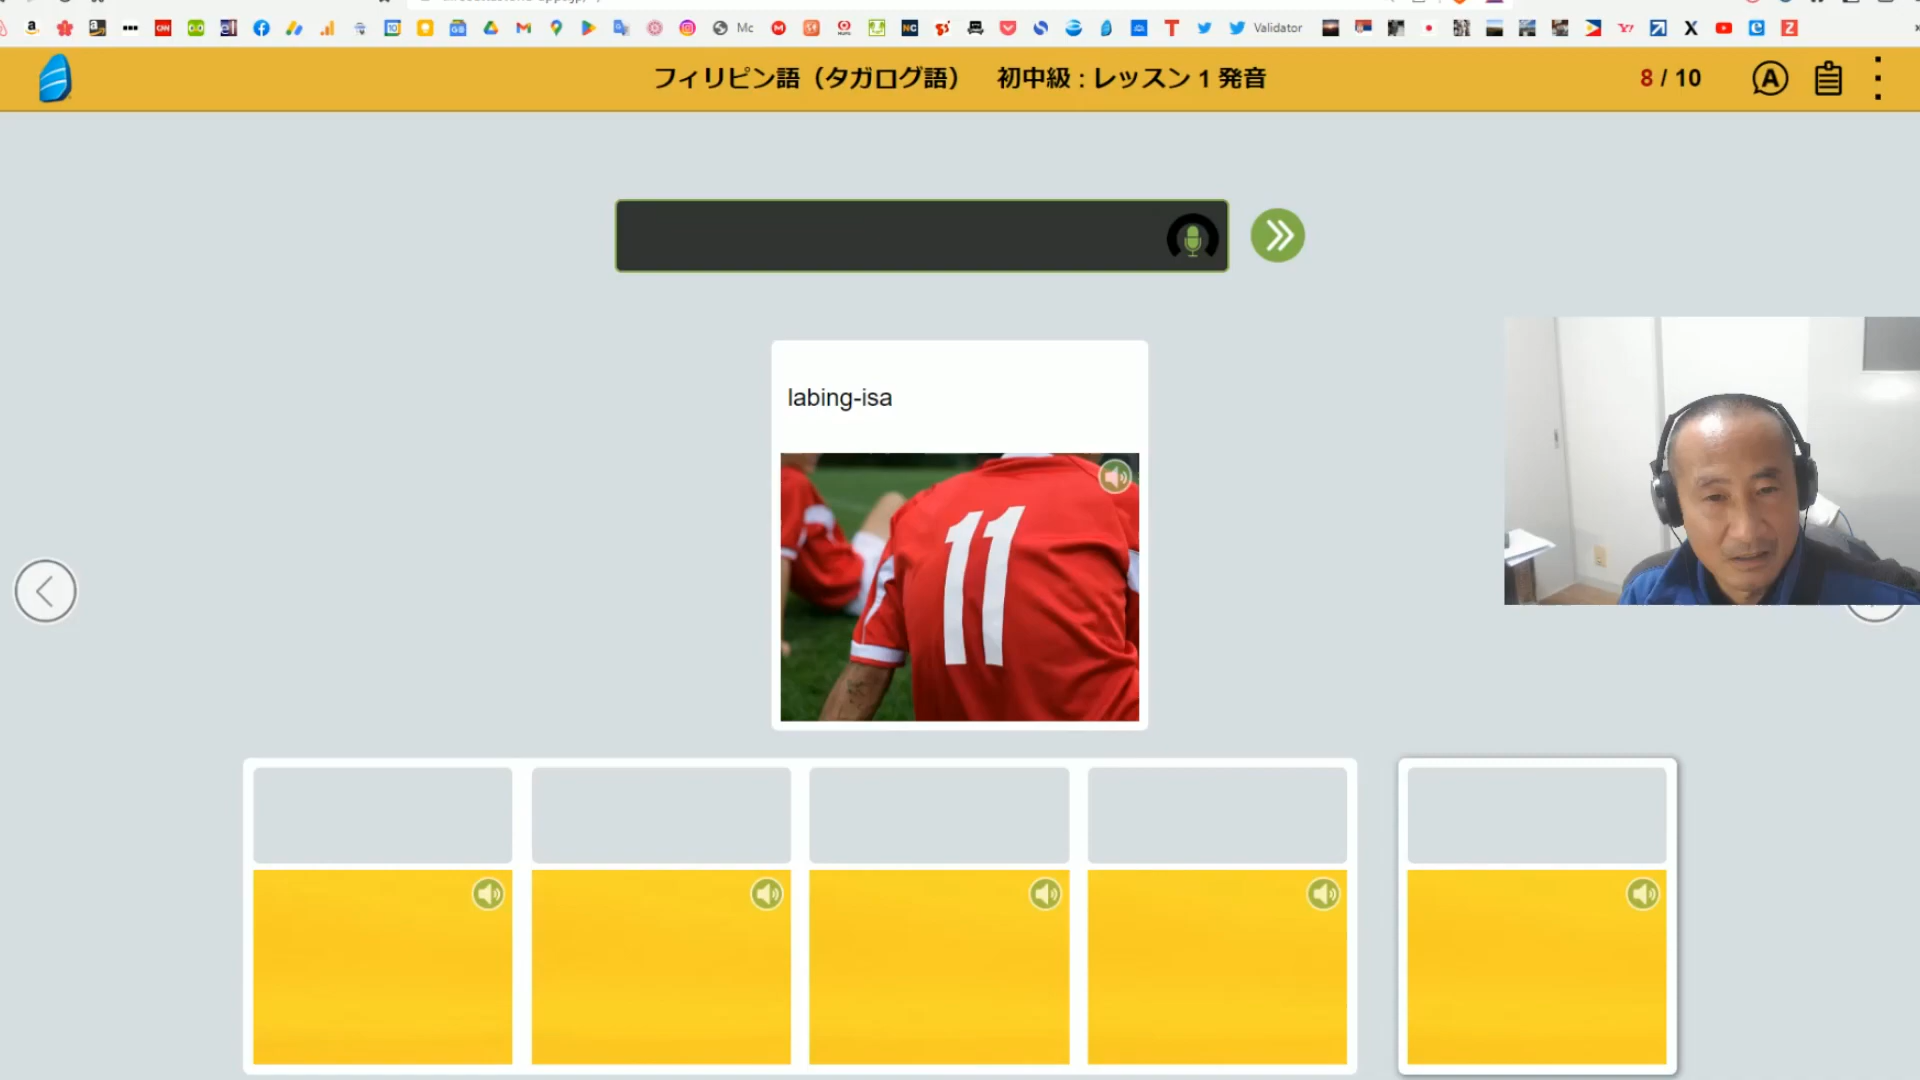 Mc
Validator
フィリピン語（タガログ語）　初中級 : レッスン 1 発音
8 / 10
A
labing-isa
11